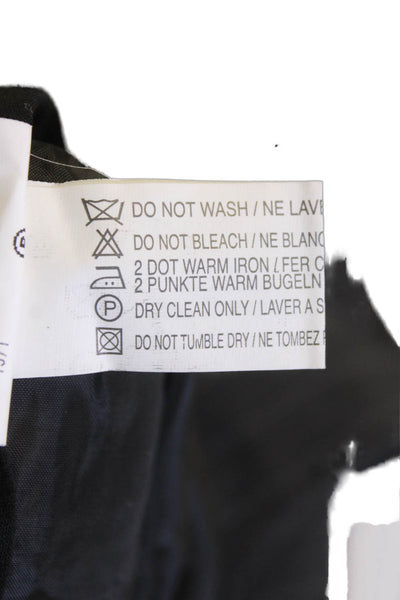 DO NOT WASH / NE LAVE
DO NOT BLEACH / NE BLANC
2 DOT WARM IRON / FER O
2 PUNKTE WARM BÜGELN
P DRY CLEAN ONLY / LAVER A S
DO NOT TUMBLE DRY / NE TOMBEZ